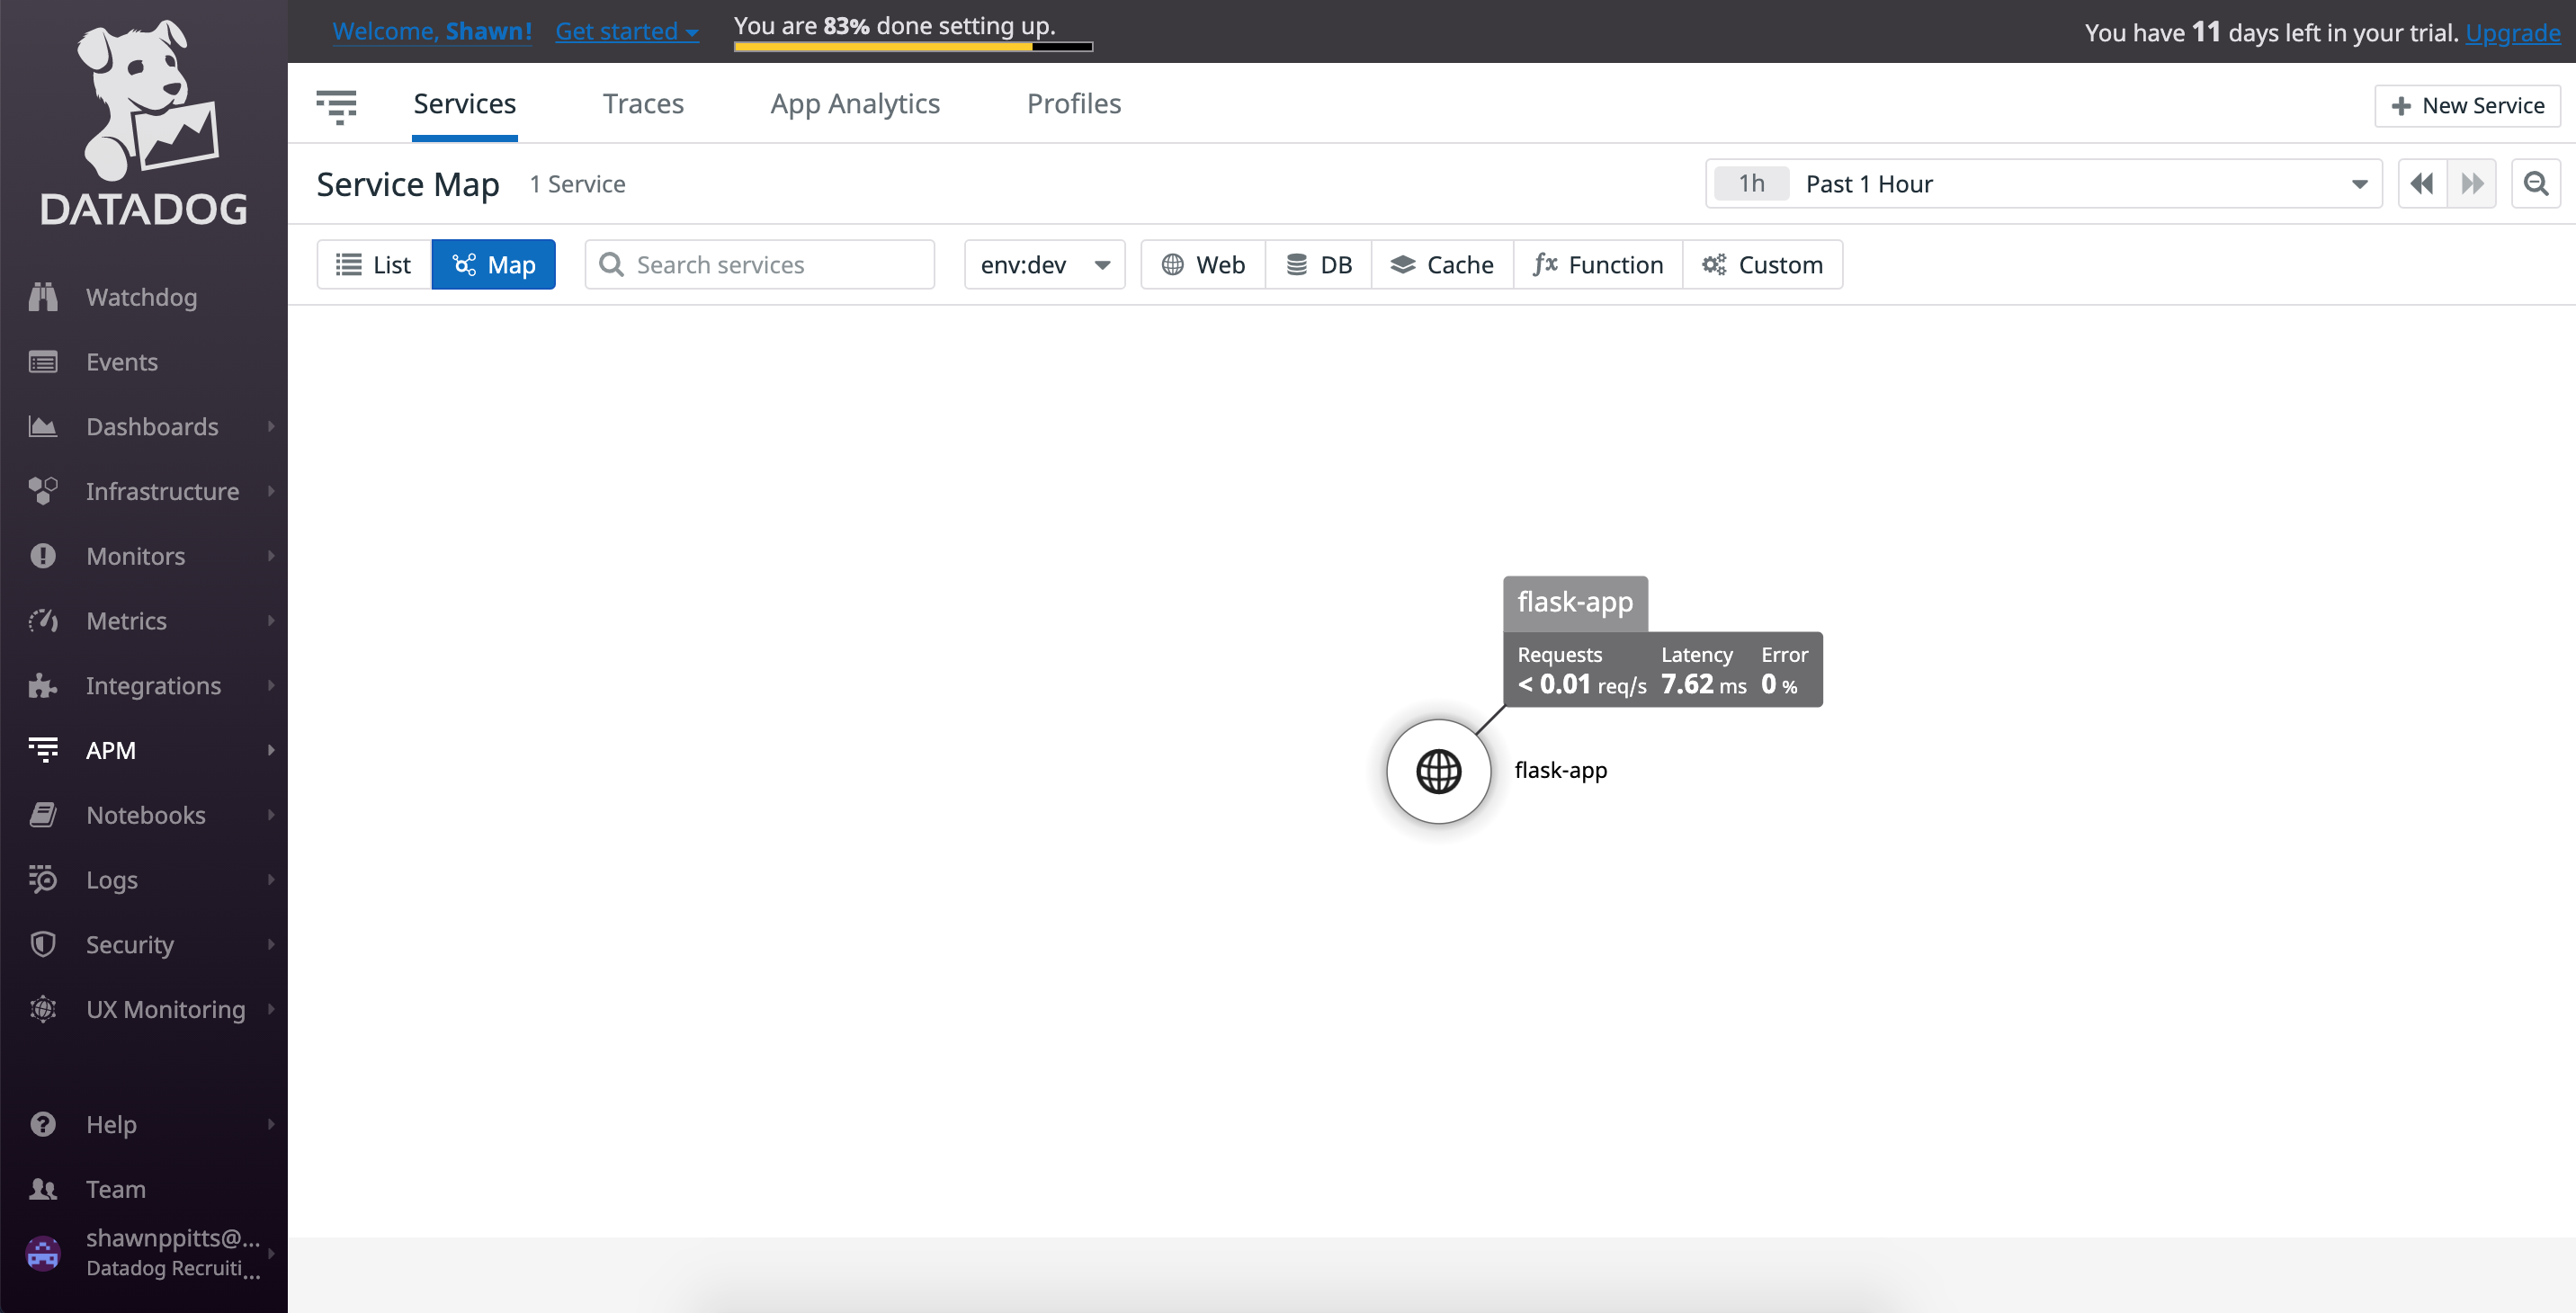 DATADOG
Watchdog
Events
Dashboards
Infrastructure
Monitors
Metrics
Integrations
APM
Notebooks
Logs
Security
UX Monitoring
Help
Team
shawnppitts@...
Datadog Recruiti...
Welcome, Shawn! Get started You are 83% done setting up. You have 11 days left in your trial. Upgrade
Services Traces App Analytics Profiles New Service
Service Map 1 Service 1h Past 1 Hour
List Map Search services env:dev Web DB Cache fx Function Custom
flask-app
Requests Latency Error
< 0.01 req/s 7.62 ms 0 %
flask-app